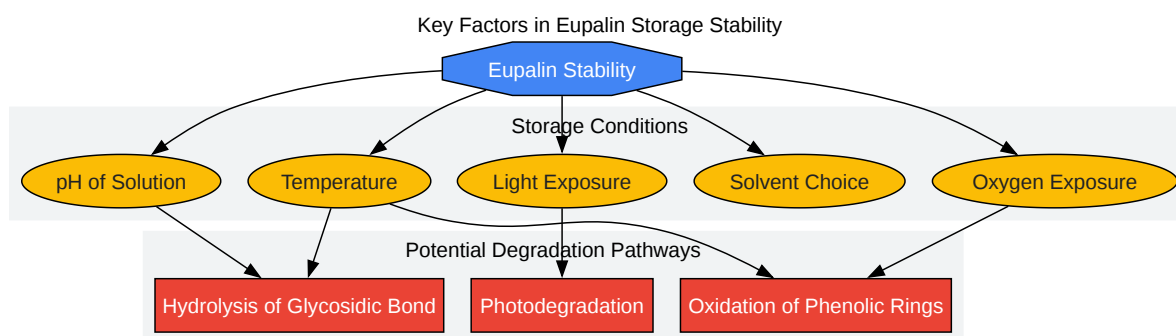 Key Factors in Eupalin Storage Stability
Eupalin Stability
Storage Conditions
pH of Solution
Temperature
Light Exposure
Solvent Choice
Oxygen Exposure
Potential Degradation Pathways
Hydrolysis of Glycosidic Bond
Photodegradation
Oxidation of Phenolic Rings